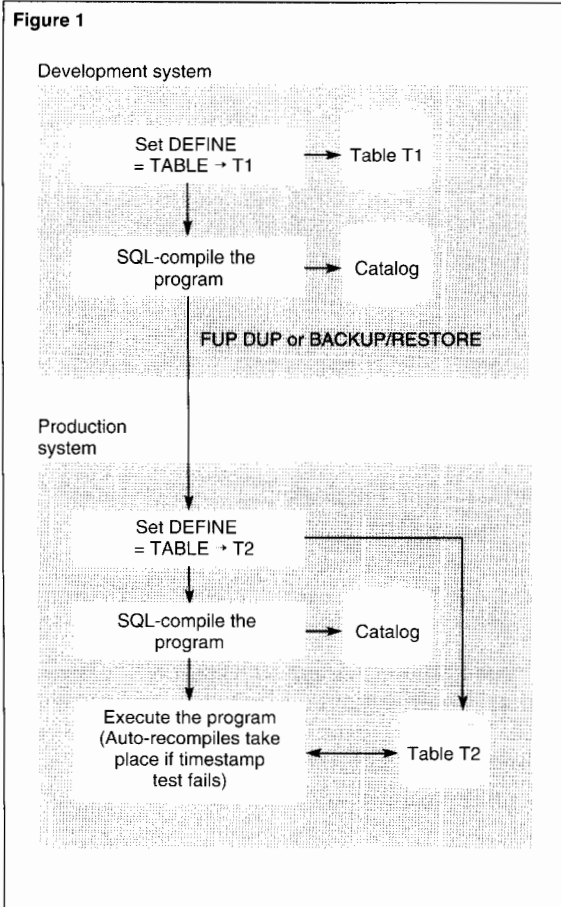 Figure 1
Development system
Set DEFINE
= TABLE → T1
Table T1
SQL-compile the
program
Catalog
FUP DUP or BACKUP/RESTORE
Production
system
Set DEFINE
= TABLE → T2
SQL-compile the
program
Catalog
Execute the program
(Auto-recompiles take
place if timestamp
test fails)
Table T2